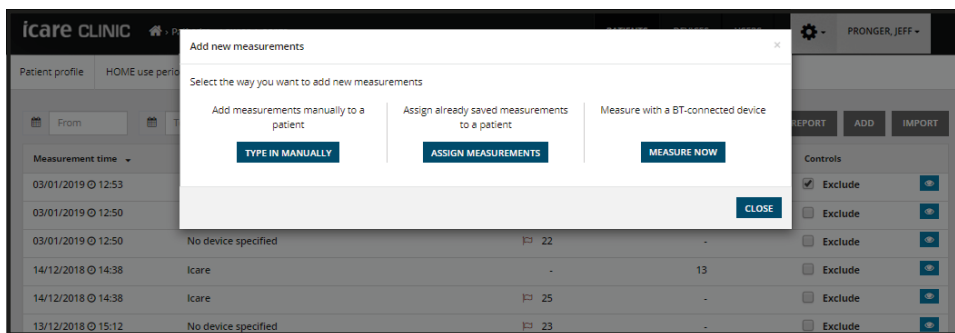 icare CLINIC
PRONGER, JEFF
Add new measurements
×
Patient profile
HOME use perio
Select the way you want to add new measurements
Add measurements manually to a
patient
TYPE IN MANUALLY
Assign already saved measurements
to a patient
ASSIGN MEASUREMENTS
Measure with a BT-connected device
MEASURE NOW
CLOSE
From
REPORT
ADD
IMPORT
Measurement time
Controls
03/01/2019 12:53
Exclude
03/01/2019 12:50
Exclude
03/01/2019 12:50
No device specified
22
-
Exclude
14/12/2018 14:38
Icare
-
13
Exclude
14/12/2018 14:38
Icare
25
-
Exclude
13/12/2018 15:12
No device specified
23
-
Exclude